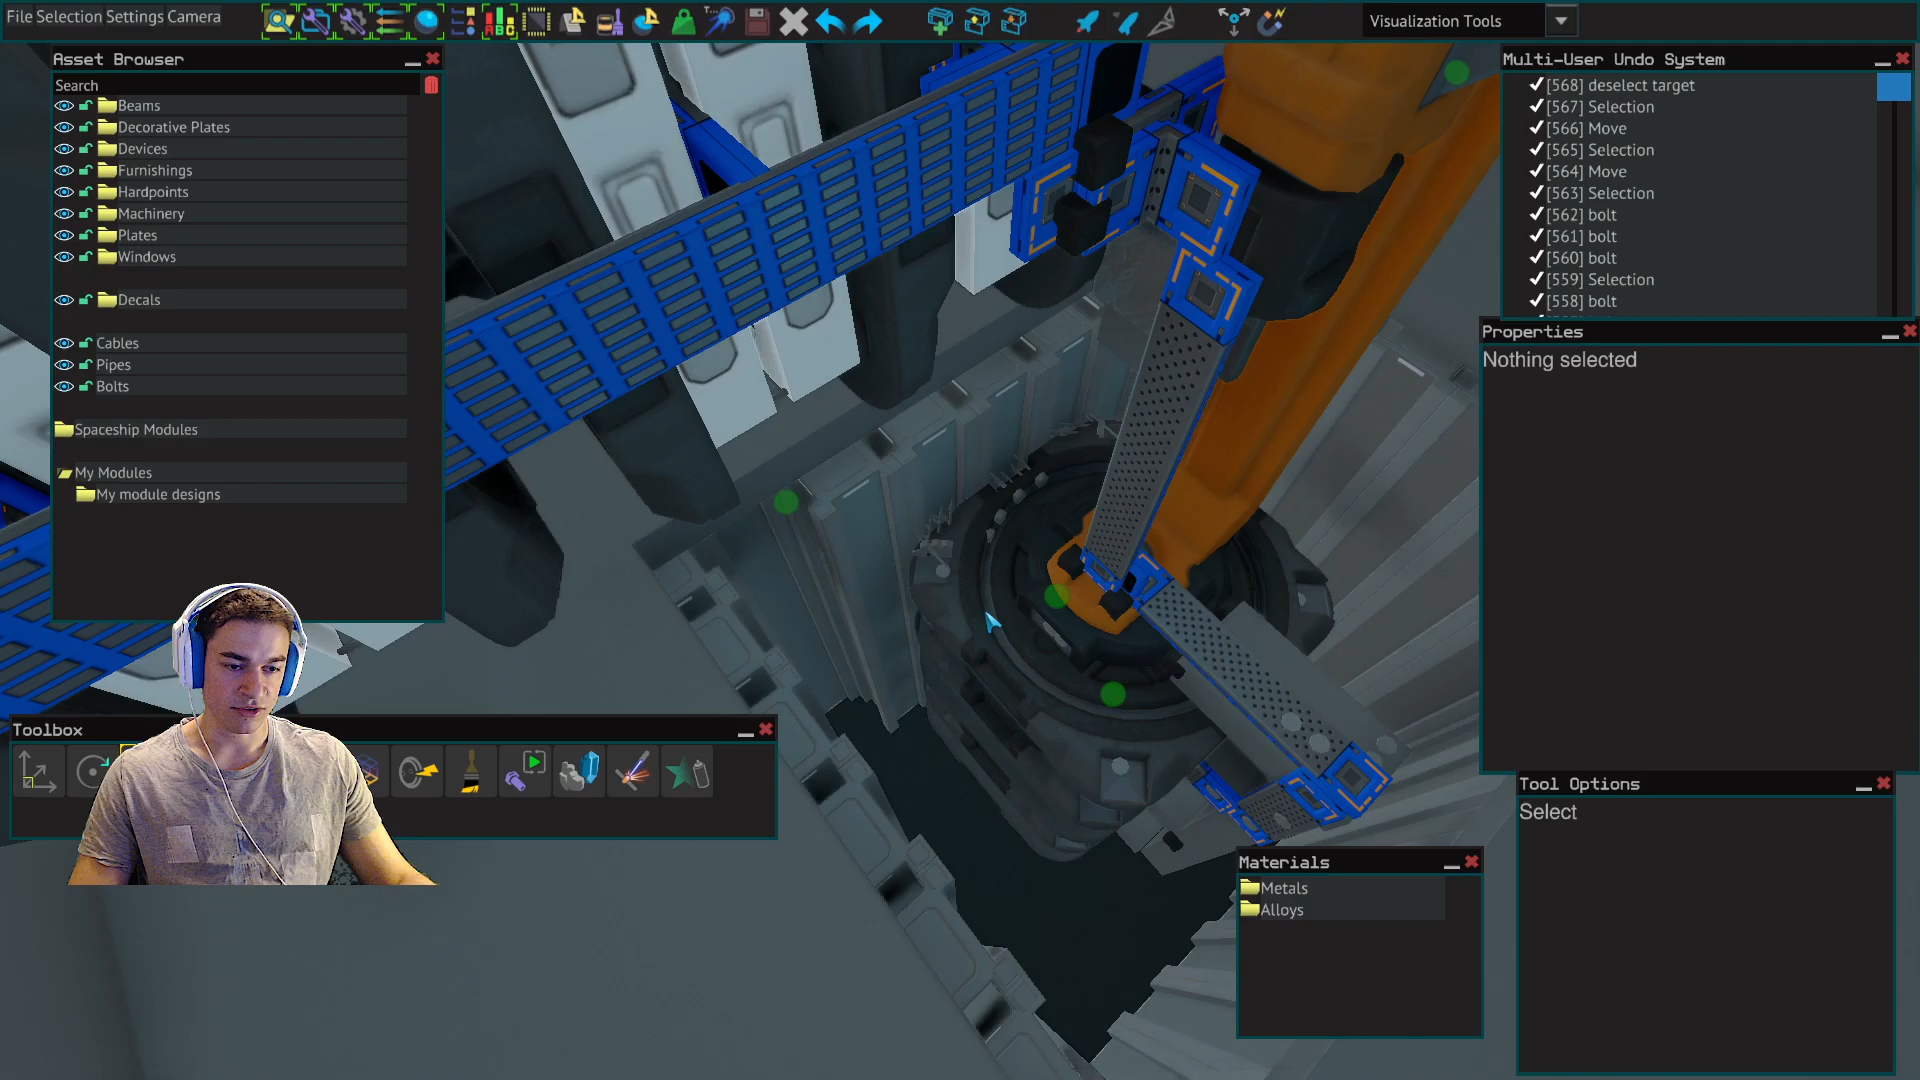 File Selection Settings Camera
Visualization Tools
Asset Browser
Search
Beams
Decorative Plates
Devices
Furnishings
Hardpoints
Machinery
Plates
Windows
Decals
Cables
Pipes
Bolts
Spaceship Modules
My Modules
My module designs
Multi-User Undo System
[568] deselect target
[567] Selection
[566] Move
[565] Selection
[564] Move
[563] Selection
[562] bolt
[561] bolt
[560] bolt
[559] Selection
[558] bolt
Properties
Nothing selected
Toolbox
Tool Options
Select
Materials
Metals
Alloys